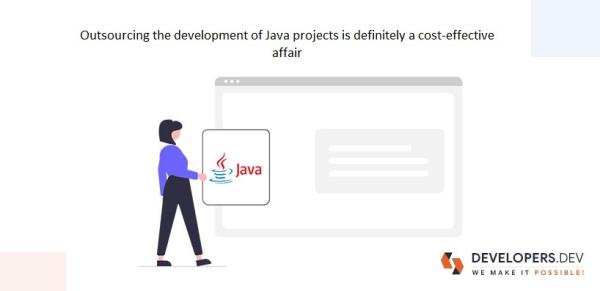 Outsourcing the development of Java projects is definitely a cost-effective
affair
Java
DEVELOPERS.DEV
WE MAKE IT POSSIBLE!